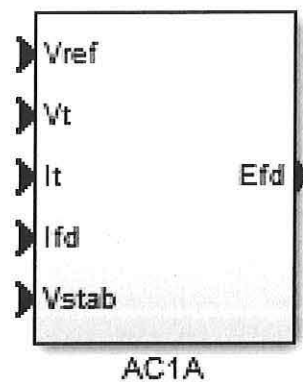 Vref
Vt
It
Efd
Ifd
Vstab
AC1A